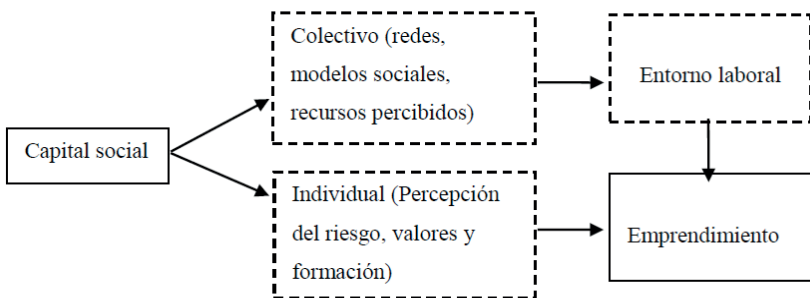 Capital social
Colectivo (redes,
modelos sociales,
recursos percibidos)
Entorno laboral
Individual (Percepción
del riesgo, valores y
formación)
Emprendimiento